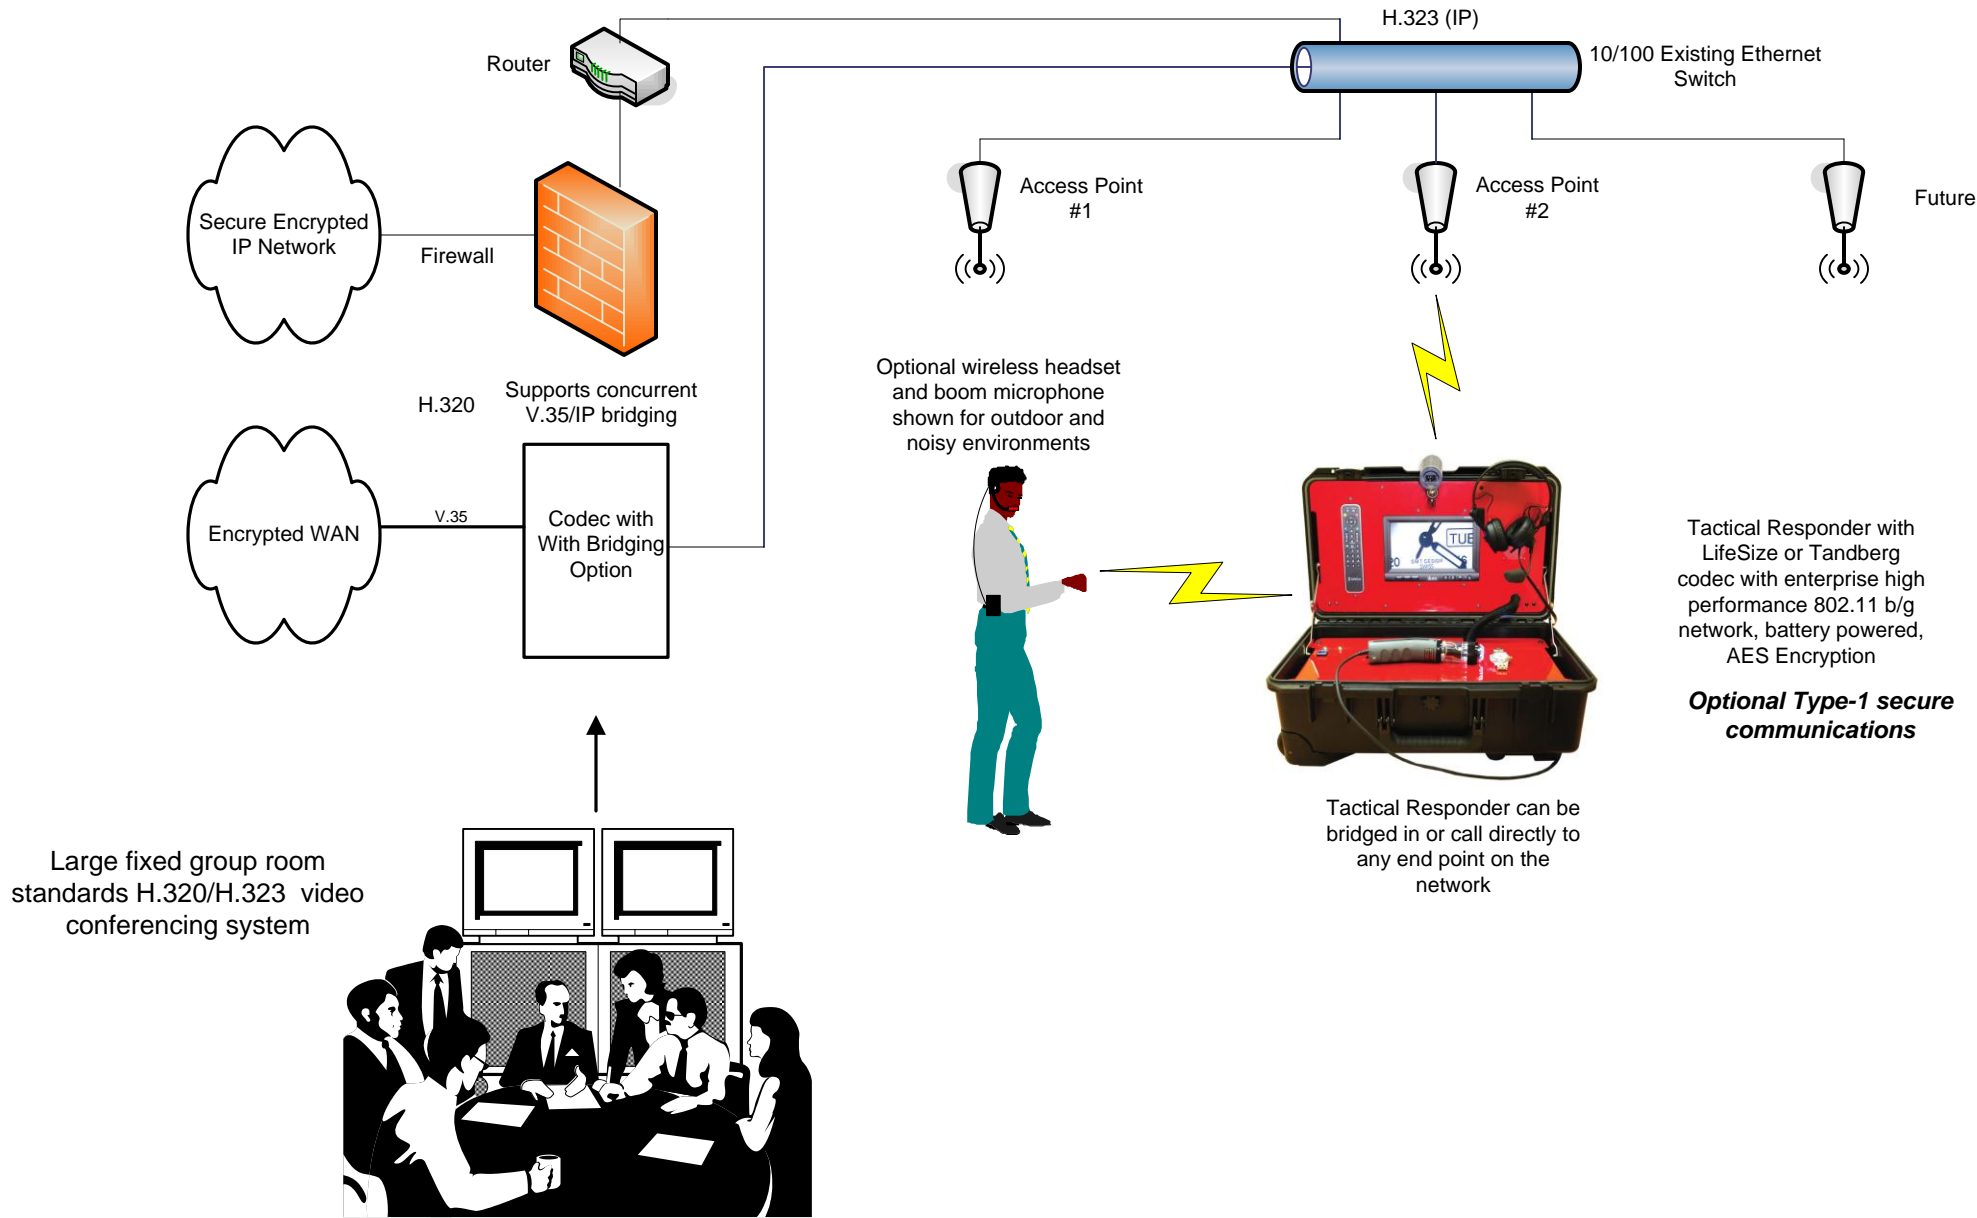 H.323 (IP)
Router
10/100 Existing Ethernet
Switch
Access Point
#1
Access Point
#2
Future
Secure Encrypted
IP Network
Firewall
Optional wireless headset
and boom microphone
shown for outdoor and
noisy environments
H.320
Supports concurrent
V.35/IP bridging
Encrypted WAN
V.35
Codec with
With Bridging
Option
TUE
Tactical Responder with
LifeSize or Tandberg
codec with enterprise high
performance 802.11 b/g
network, battery powered,
AES Encryption
Optional Type-1 secure
communications
Tactical Responder can be
bridged in or call directly to
any end point on the
network
Large fixed group room
standards H.320/H.323  video
conferencing system